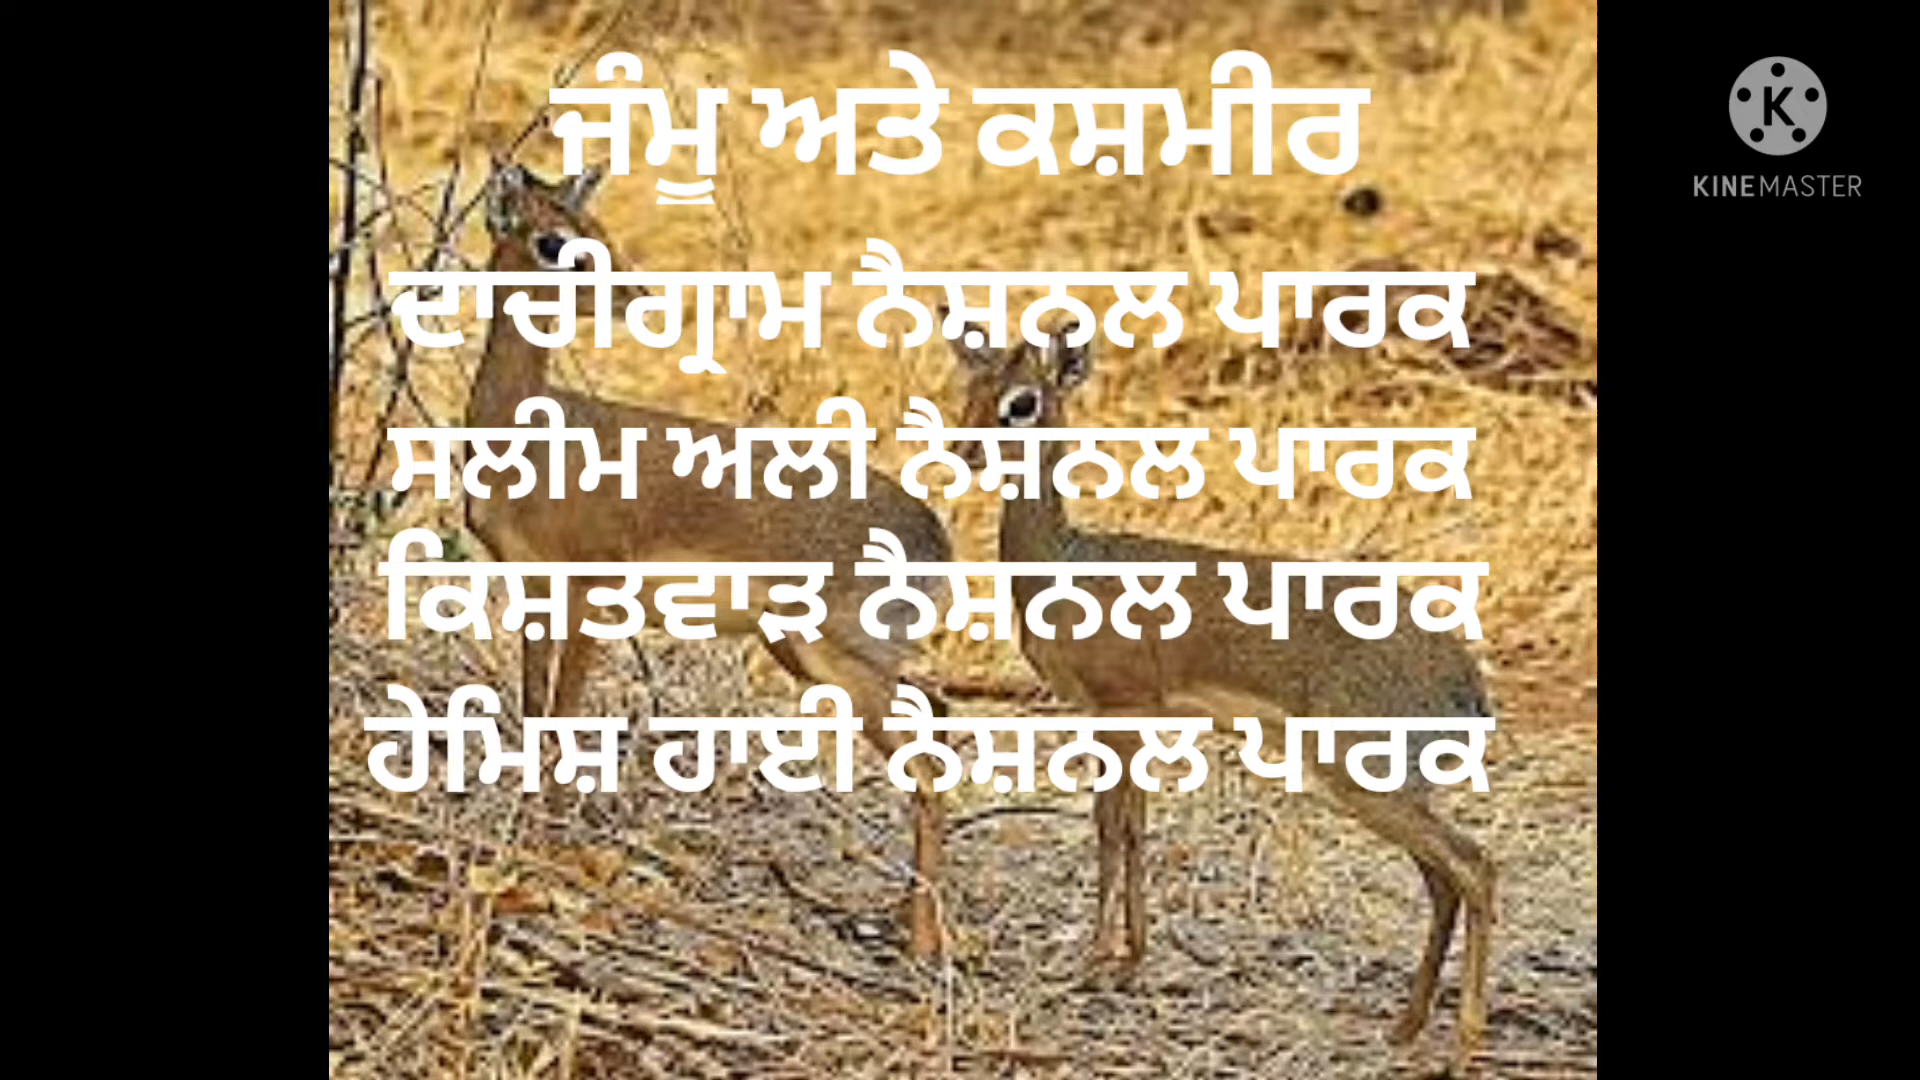 ਜੰਮੂ ਅਤੇ ਕਸ਼ਮੀਰ
ਦਾਚੀਗ੍ਰਾਮ ਨੈਸ਼ਨਲ ਪਾਰਕ
ਸਲੀਮ ਅਲੀ ਨੈਸ਼ਨਲ ਪਾਰਕ
ਕਿਸ਼ਤਵਾੜ ਨੈਸ਼ਨਲ ਪਾਰਕ
ਹੇਮਿਸ਼ ਹਾਈ ਨੈਸ਼ਨਲ ਪਾਰਕ
K
KINEMASTER